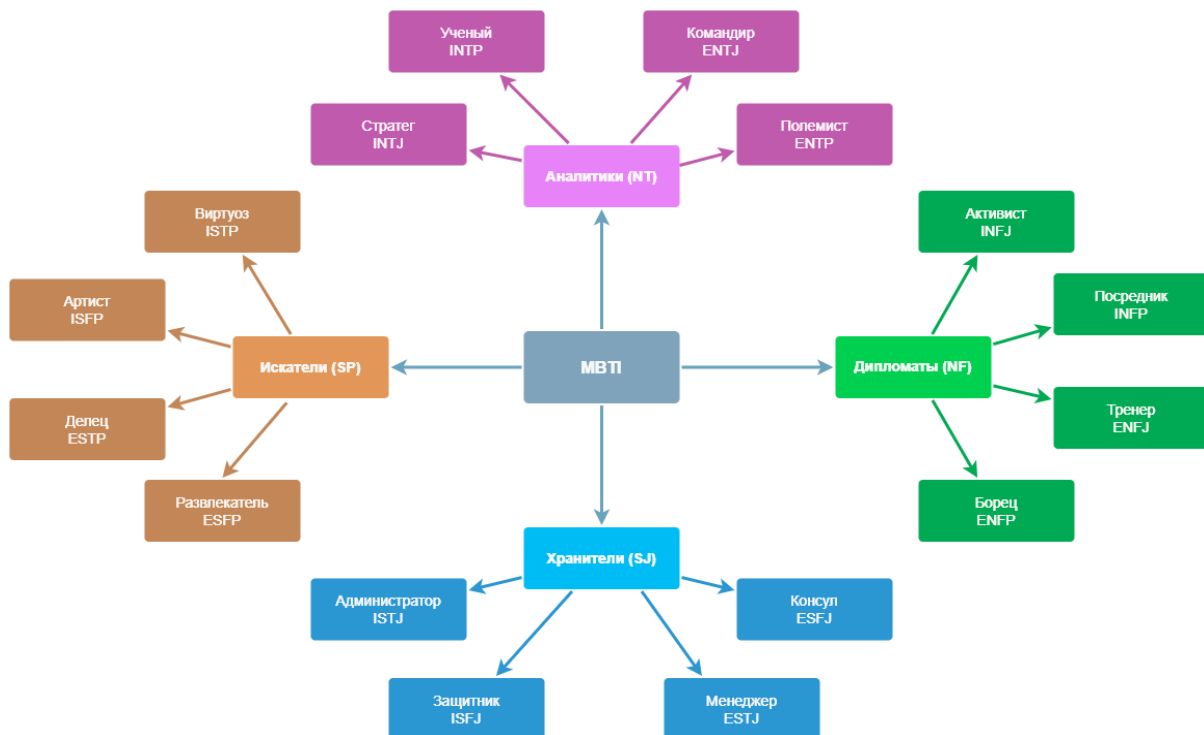 Ученый
INTP
Командир
ENTJ
Стратег
INTJ
Полемист
ENTP
Аналитики (NT)
Виртуоз
ISTP
Активист
INFJ
Артист
ISFP
Посредник
INFP
Искатели (SP)
MBTI
Дипломаты (NF)
Делец
ESTP
Тренер
ENFJ
Развлекатель
ESFP
Борец
ENFP
Хранители (SJ)
Администратор
ISTJ
Консул
ESFJ
Защитник
ISFJ
Менеджер
ESTJ